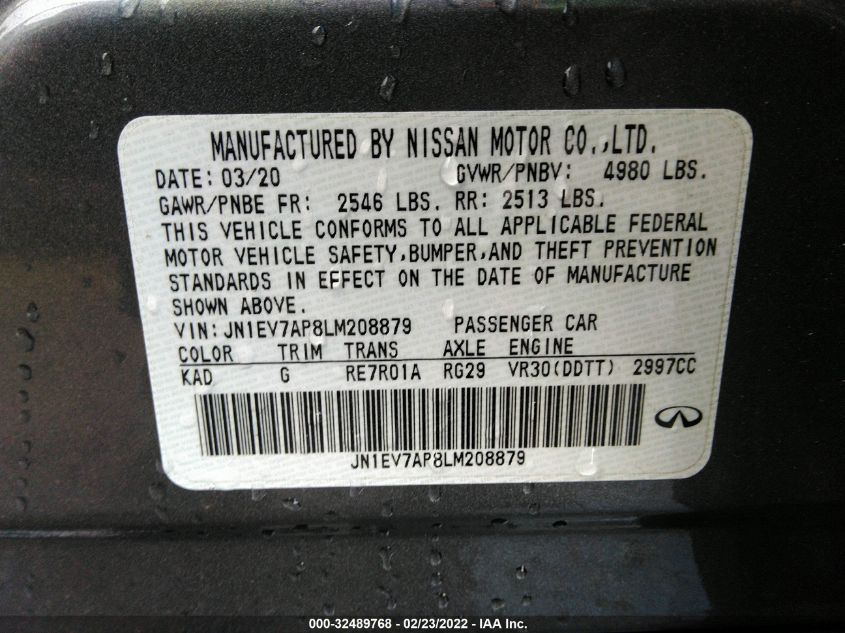 MANUFACTURED BY NISSAN MOTOR CO.,LTD.
DATE: 03/20 GVWR/PNBV: 4980 LBS.
GAWR/PNBE FR: 2546 LBS. RR: 2513 LBS.
THIS VEHICLE CONFORMS TO ALL APPLICABLE FEDERAL
MOTOR VEHICLE SAFETY,BUMPER,AND THEFT PREVENTION
STANDARDS IN EFFECT ON THE DATE OF MANUFACTURE
SHOWN ABOVE.
VIN: JN1EV7AP8LM208879 PASSENGER CAR
COLOR TRIM TRANS AXLE ENGINE
KAD G RE7R01A RG29 VR30(DDTT) 2997CC
JN1EV7AP8LM208879
000-32489768 - 02/23/2022 - IAA Inc.